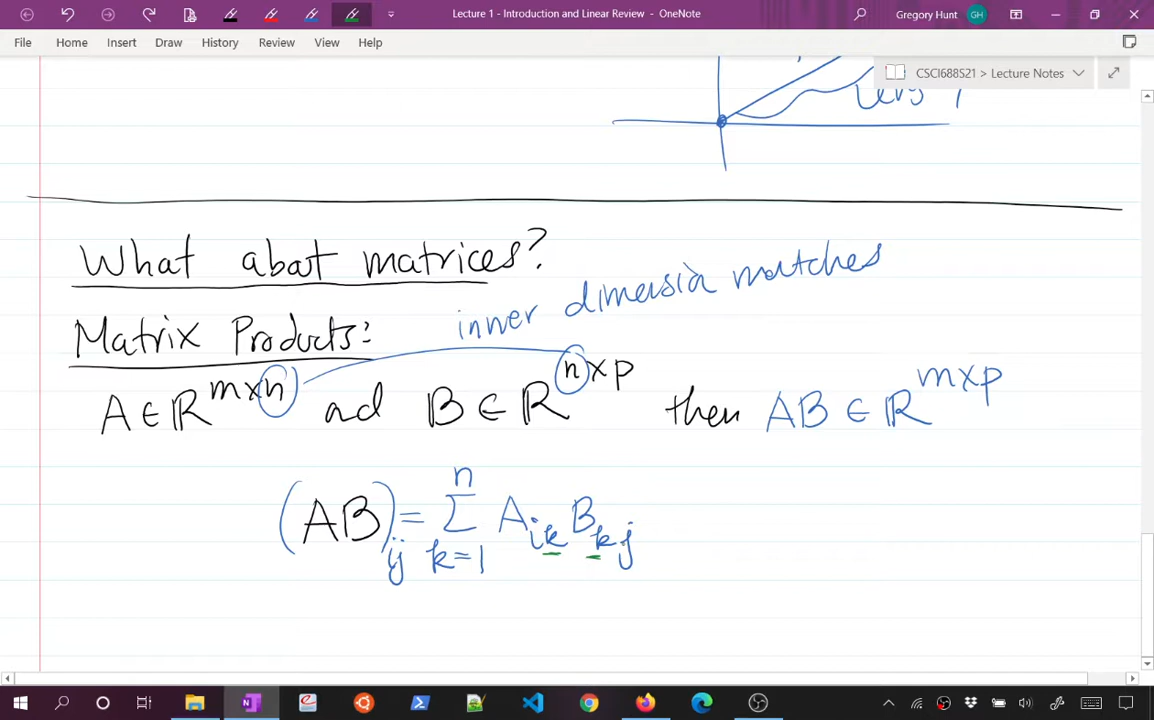 Lecture 1 - Introduction and Linear Review - OneNote
Gregory Hunt
GH
File Home Insert Draw History Review View Help
CSCI688S21 > Lecture Notes
What abat matrices?
inner dimension matches
Matrix Products:
A ∈ ℝ^{m×n} ad B ∈ ℝ^{n×p} then AB ∈ ℝ^{m×p}
(AB)_{ij} = Σ_{k=1}^{n} A_{ik} B_{kj}